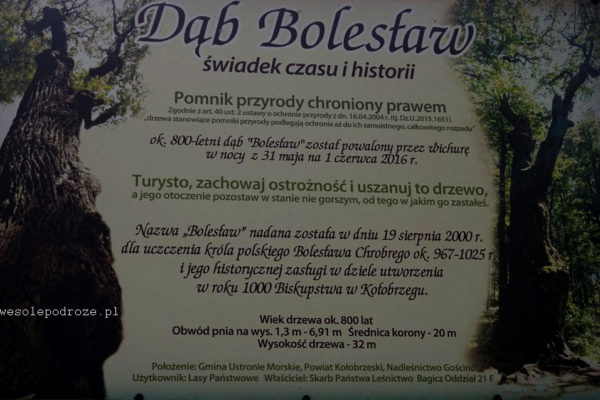 Dąb Bolesław
świadek czasu i historii
Pomnik przyrody chroniony prawem
Zgodnie z art. 40 ust. 2 ustawy o ochronie przyrody z dn. 16.04.2004 r. (tj. Dz.U.2015.1651).
„drzewa stanowiące pomniki przyrody podlegają ochronie aż do ich samoistnego, całkowitego rozpadu"
ok. 800-letni dąb "Bolesław" został powalony przez wichurę
w nocy z 31 maja na 1 czerwca 2016 r.
Turysto, zachowaj ostrożność i uszanuj to drzewo,
a jego otoczenie pozostaw w stanie nie gorszym, od tego w jakim go zastałeś.
Nazwa „Bolesław" nadana została w dniu 19 sierpnia 2000 r.
dla uczczenia króla polskiego Bolesława Chrobrego ok. 967-1025 r.
i jego historycznej zasługi w dziele utworzenia
w roku 1000 Biskupstwa w Kołobrzegu.
wesolepodroze.pl
Wiek drzewa ok. 800 lat
Obwód pnia na wys. 1,3 m - 6,91 m Średnica korony - 20 m
Wysokość drzewa - 32 m
Położenie: Gmina Ustronie Morskie, Powiat Kołobrzeski, Nadleśnictwo Gościno
Użytkownik: Lasy Państwowe Właściciel: Skarb Państwa Leśnictwo Bagicz Oddział 21 F